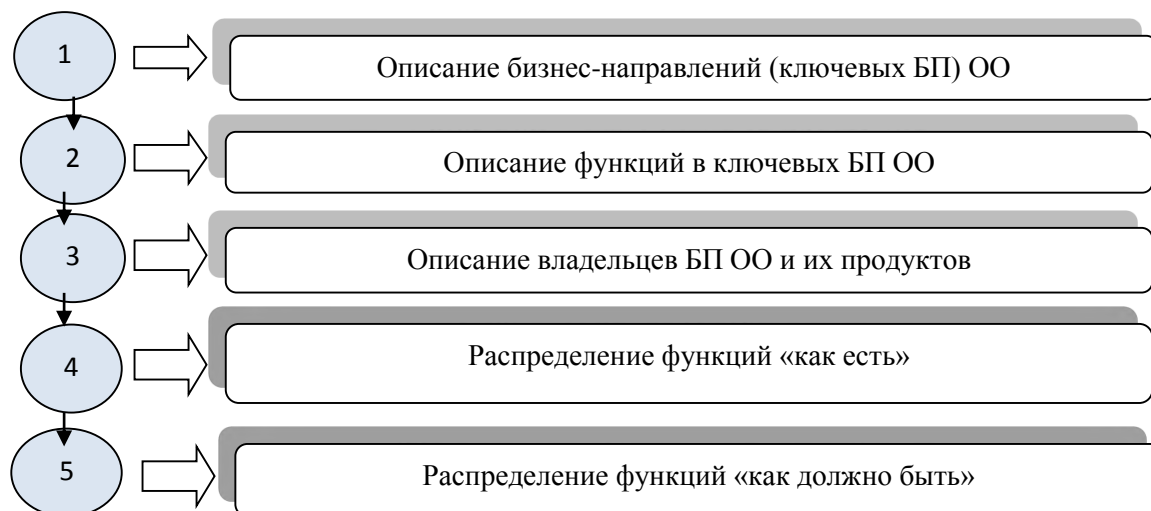 1
Описание бизнес-направлений (ключевых БП) ОО
2
Описание функций в ключевых БП ОО
3
Описание владельцев БП ОО и их продуктов
4
Распределение функций «как есть»
5
Распределение функций «как должно быть»